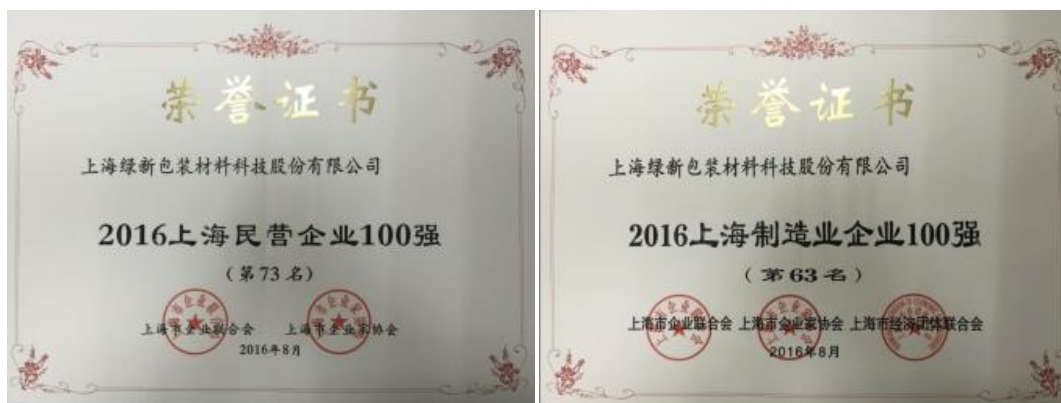 荣誉证书
上海绿新包装材料科技股份有限公司
2016上海民营企业100强
（第73名）
上海市企业联合会 上海市企业家协会
2016年8月
荣誉证书
上海绿新包装材料科技股份有限公司
2016上海制造业企业100强
（第63名）
上海市企业联合会 上海市企业家协会 上海市经济团体联合会
2016年8月